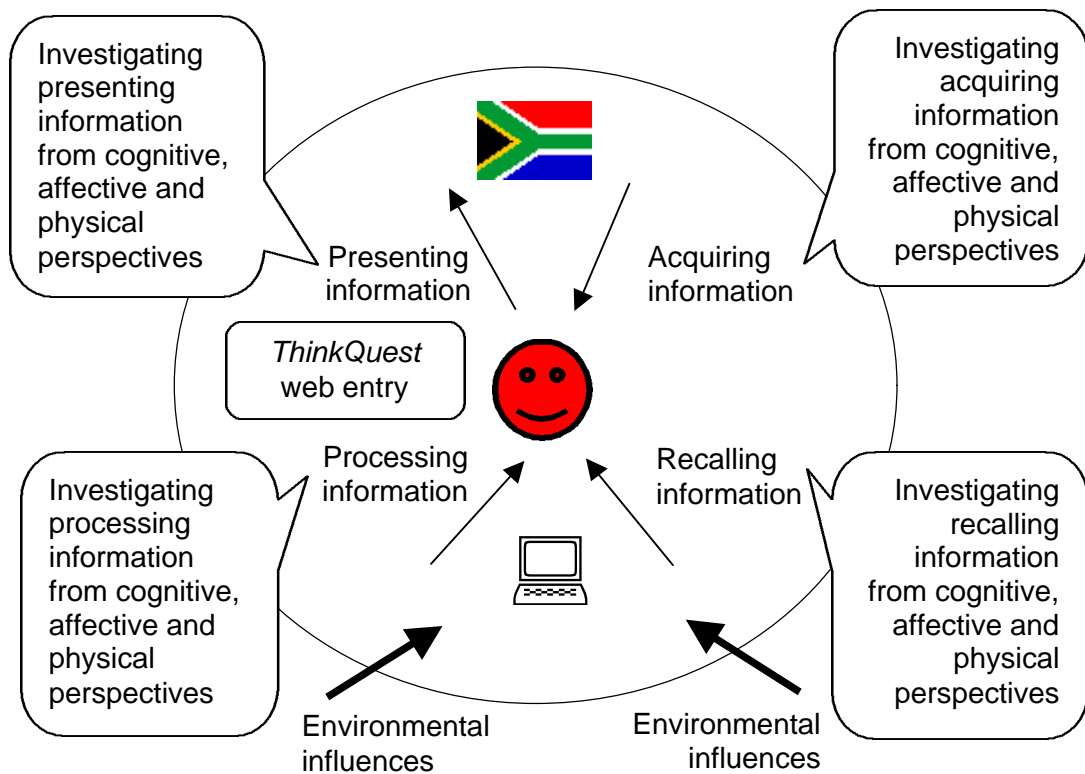 Investigating
presenting
information
from cognitive,
affective and
physical
perspectives
Investigating
acquiring
information
from cognitive,
affective and
physical
perspectives
Presenting
information
Acquiring
information
ThinkQuest
web entry
Processing
information
Recalling
information
Investigating
processing
information
from cognitive,
affective and
physical
perspectives
Investigating
recalling
information
from cognitive,
affective and
physical
perspectives
Environmental
influences
Environmental
influences